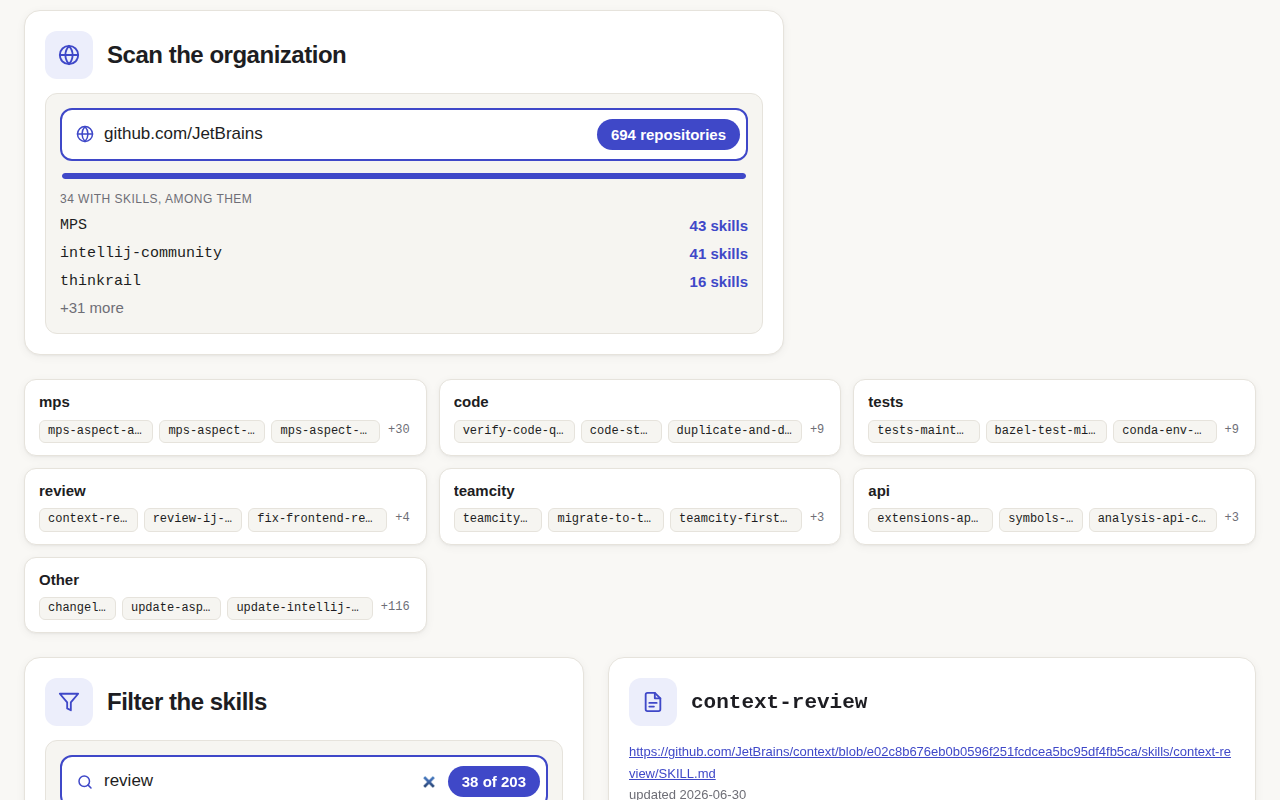 Scan the organization
github.com/JetBrains
694 repositories
34 WITH SKILLS, AMONG THEM
MPS 43 skills
intellij-community 41 skills
thinkrail 16 skills
+31 more
mps
mps-aspect-a… mps-aspect-… mps-aspect-… +30
code
verify-code-q… code-st… duplicate-and-d… +9
tests
tests-maint… bazel-test-mi… conda-env-… +9
review
context-re… review-ij-… fix-frontend-re… +4
teamcity
teamcity… migrate-to-t… teamcity-first… +3
api
extensions-ap… symbols-… analysis-api-c… +3
Other
changel… update-asp… update-intellij-… +116
Filter the skills
review
38 of 203
context-review
https://github.com/JetBrains/context/blob/e02c8b676eb0b0596f251fcdcea5bc95df4fb5ca/skills/context-re
view/SKILL.md
updated 2026-06-30